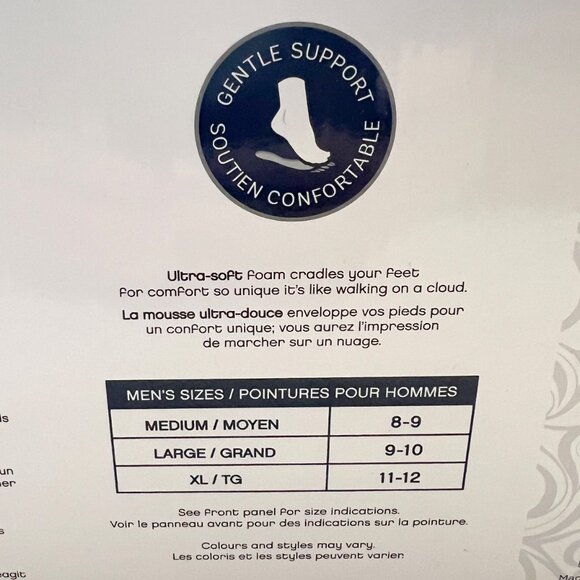 GENTLE SUPPORT
SOUTIEN CONFORTABLE
Ultra-soft foam cradles your feet
for comfort so unique it's like walking on a cloud.
La mousse ultra-douce enveloppe vos pieds pour
un confort unique; vous aurez l'impression
de marcher sur un nuage.
MEN'S SIZES / POINTURES POUR HOMMES
MEDIUM / MOYEN 8-9
LARGE / GRAND 9-10
XL / TG 11-12
See front panel for size indications.
Voir le panneau avant pour des indications sur la pointure.
Colours and styles may vary.
Les coloris et les styles peuvent varier.
un